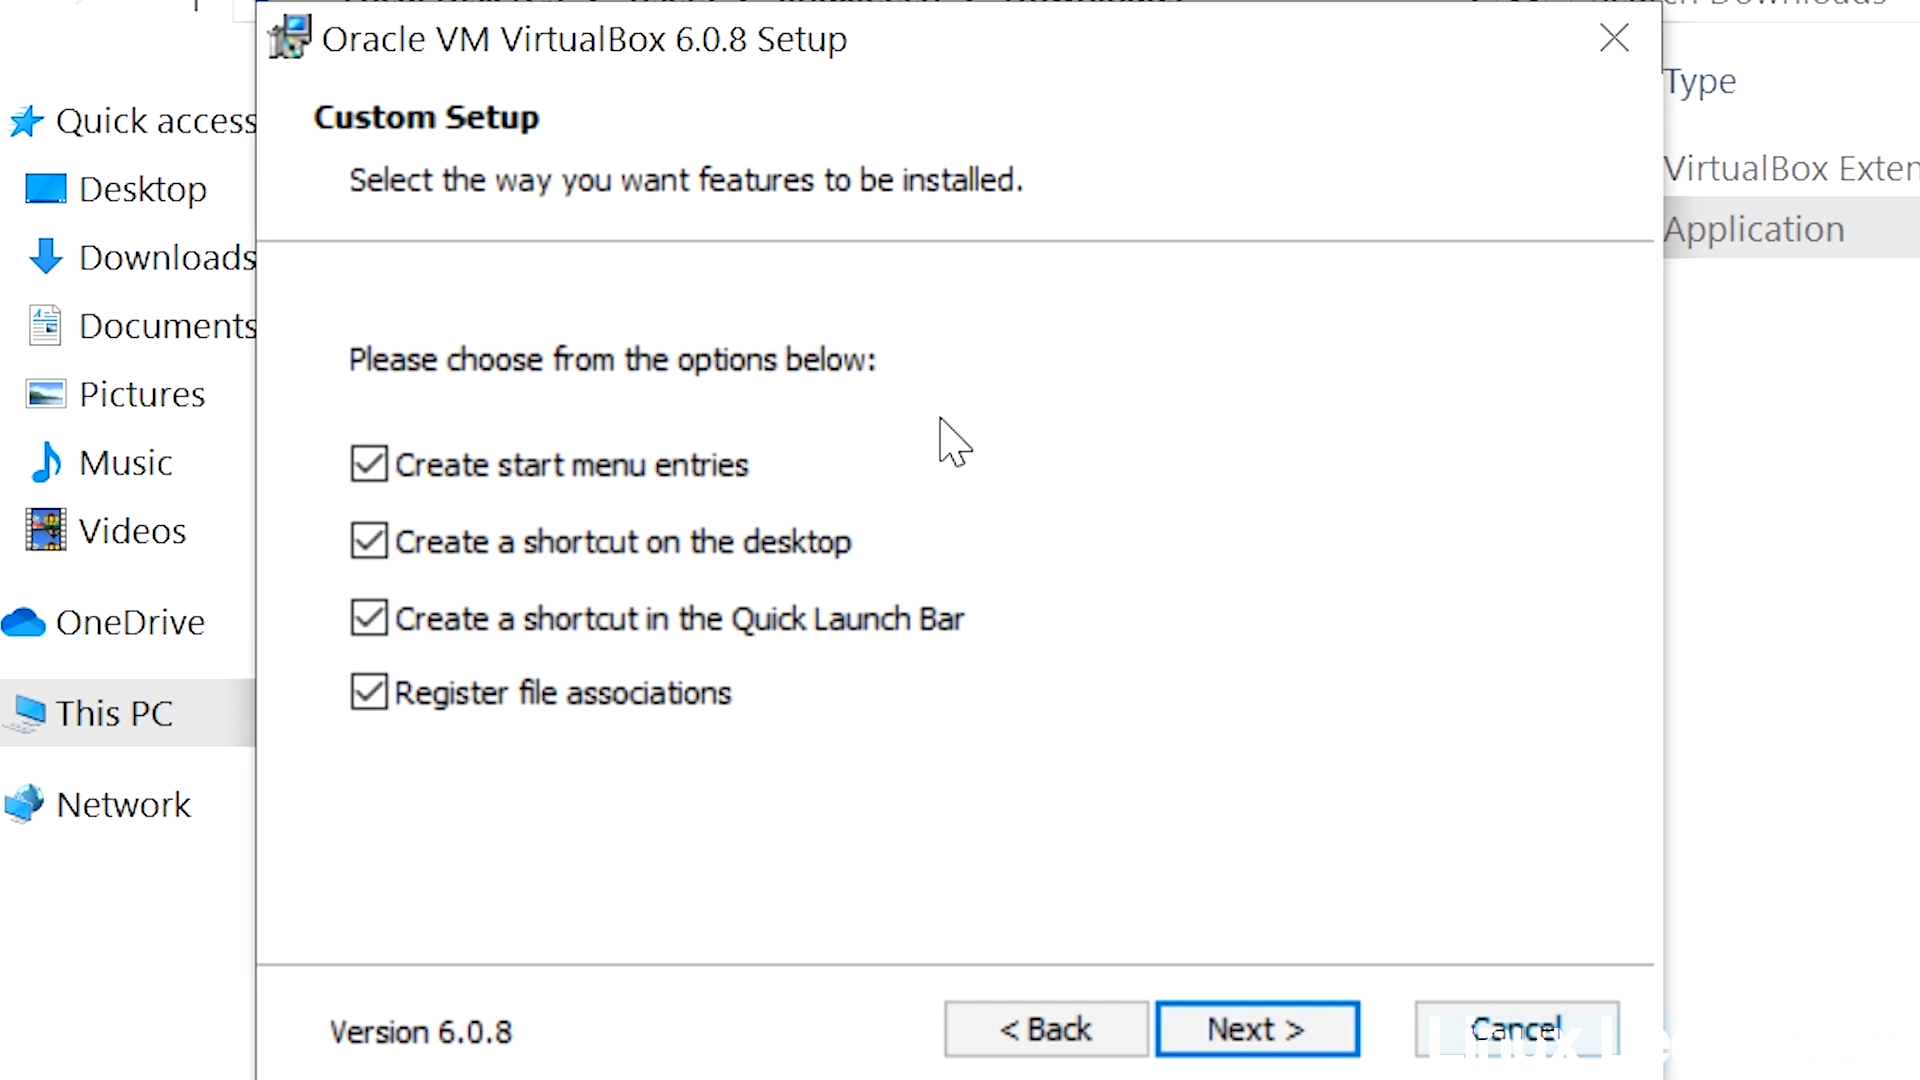 Oracle VM VirtualBox 6.0.8 Setup
Custom Setup
Select the way you want features to be installed.
Please choose from the options below:
Create start menu entries
Create a shortcut on the desktop
Create a shortcut in the Quick Launch Bar
Register file associations
Version 6.0.8
< Back
Next >
Cancel
Linux
Quick access
Desktop
Downloads
Documents
Pictures
Music
Videos
OneDrive
This PC
Network
Type
VirtualBox Exten
Application